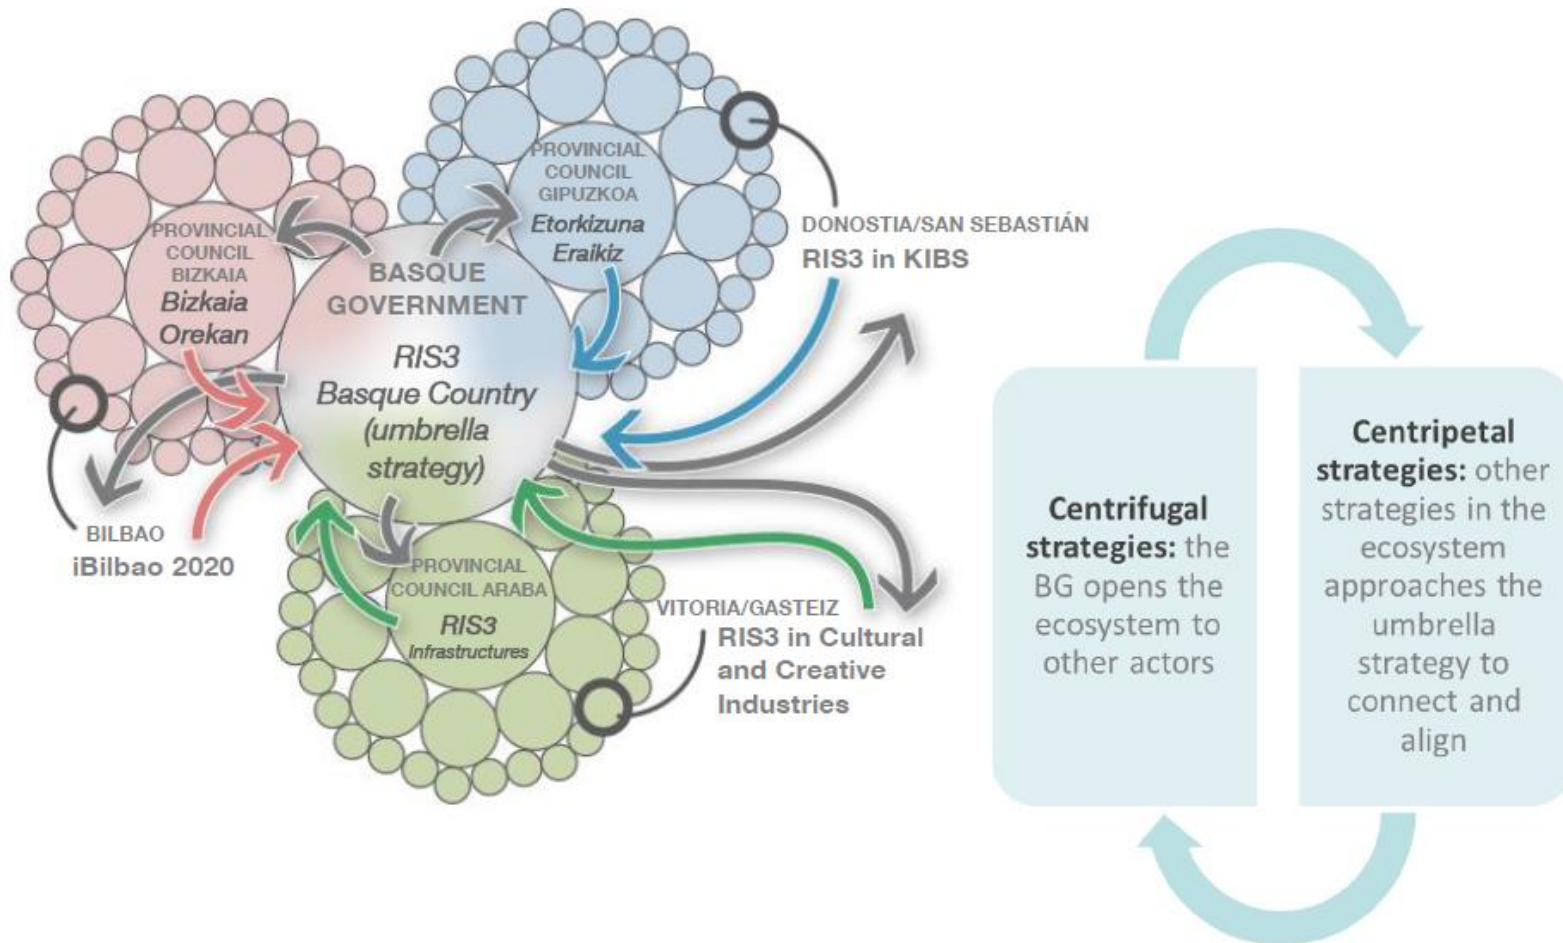 PROVINCIAL
COUNCIL
GIPUZKOA
Etorkizuna
Eraikiz
PROVINCIAL
COUNCIL
BIZKAIA
Bizkaia
Orekan
BASQUE
GOVERNMENT
RIS3
Basque Country
(umbrella
strategy)
DONOSTIA/SAN SEBASTIÁN
RIS3 in KIBS
BILBAO
iBilbao 2020
PROVINCIAL
COUNCIL ARABA
RIS3
Infrastructures
VITORIA/GASTEIZ
RIS3 in Cultural
and Creative
Industries
Centrifugal
strategies: the
BG opens the
ecosystem to
other actors
Centripetal
strategies: other
strategies in the
ecosystem
approaches the
umbrella
strategy to
connect and
align